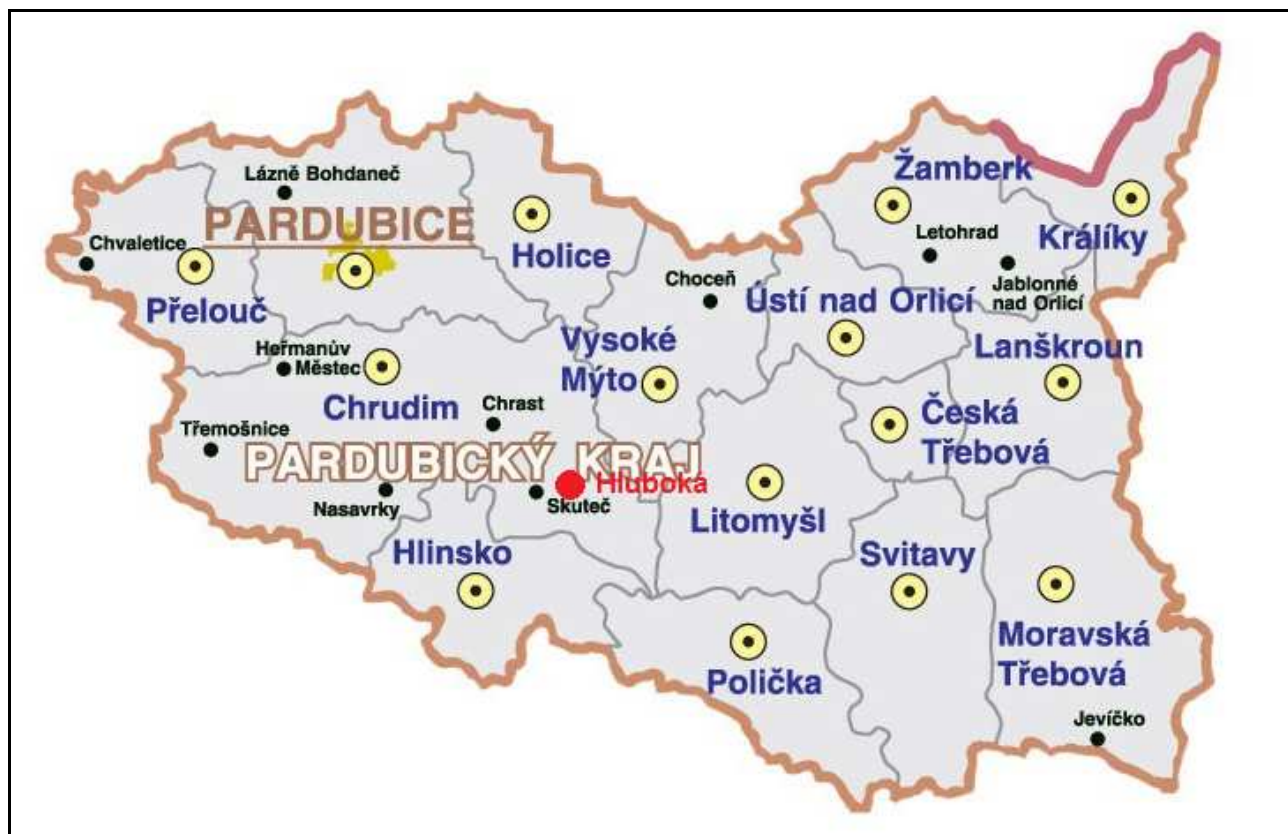 Lázně Bohdaneč
PARDUBICE
Chvaletice
Přelouč
Holice
Žamberk
Letohrad
Králíky
Jablonné
nad Orlicí
Choceň
Ústí nad Orlicí
Vysoké
Mýto
Lanškroun
Heřmanův
Městec
Chrudim
Chrast
Česká
Třebová
Třemošnice
PARDUBICKÝ KRAJ
Hluboká
Nasavrky
Skuteč
Litomyšl
Hlinsko
Svitavy
Moravská
Třebová
Polička
Jevíčko